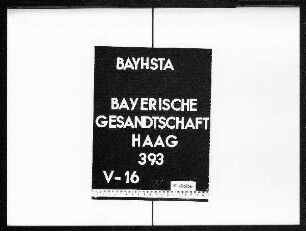 BAYHSTA
BAYERISCHE
GESANDTSCHAFT
HAAG
393
V-16